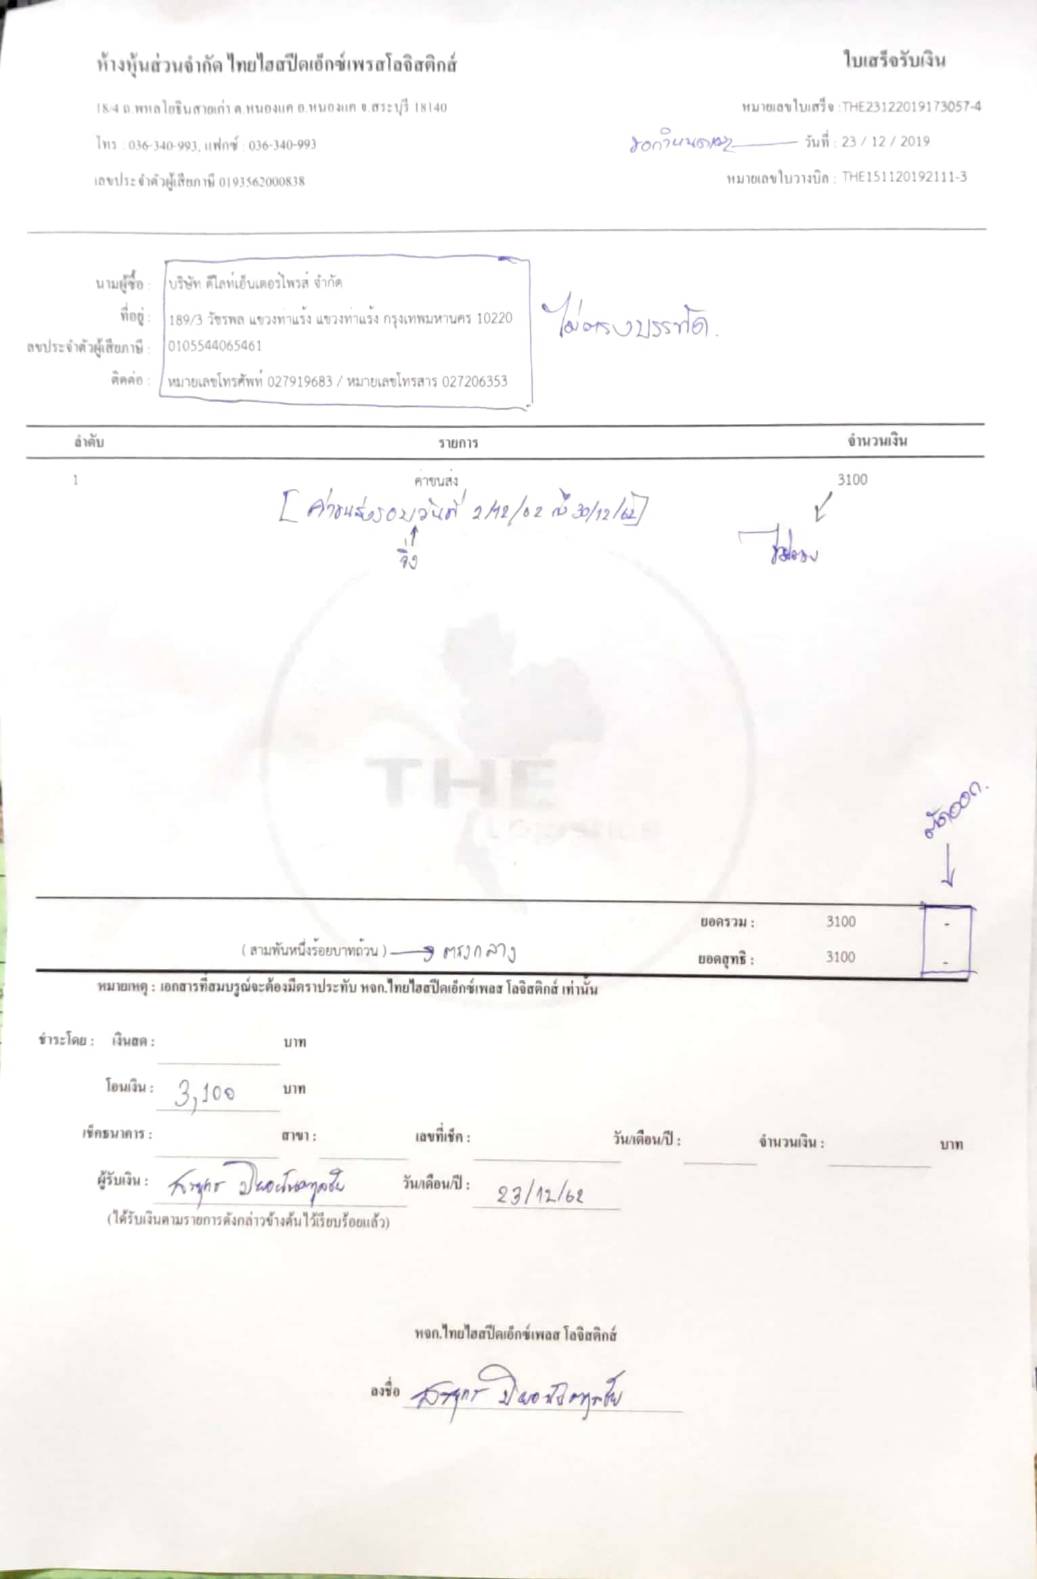 ห้างหุ้นส่วนจำกัด ไทยไฮสปีดเอ็กซ์เพรสโลจิสติกส์
ใบเสร็จรับเงิน
18/4 ถ.พหลโยธินสายเก่า ต.หนองแค อ.หนองแค จ.สระบุรี 18140
หมายเลขใบเสร็จ :THE23122019173057-4
โทร : 036-340-993, แฟกซ์ : 036-340-993
วันที่ : 23 / 12 / 2019
เลขประจำตัวผู้เสียภาษี 0193562000838
หมายเลขใบวางบิล : THE151120192111-3
นามผู้ซื้อ : บริษัท ดีไลท์เอ็นเตอรไพรส์ จำกัด
ที่อยู่ : 189/3 วัชรพล แขวงท่าแร้ง แขวงท่าแร้ง กรุงเทพมหานคร 10220
ไม่ตรงบรรทัด.
ลขประจำตัวผู้เสียภาษี : 0105544065461
ติดต่อ : หมายเลขโทรศัพท์ 027919683 / หมายเลขโทรสาร 027206353
ลำดับ รายการ จำนวนเงิน
1 ค่าขนส่ง 3100
[ค่าขนส่งรอบวันที่ 2/12/62 ถึง 30/12/62]
ไม่ตรง
THE
Logistics
ตัดออก.
ยอดรวม : 3100 -
( สามพันหนึ่งร้อยบาทถ้วน ) → ตรงกลาง
ยอดสุทธิ : 3100 -
หมายเหตุ : เอกสารที่สมบรูณ์จะต้องมีตราประทับ หจก.ไทยไฮสปีดเอ็กซ์เพลส โลจิสติกส์ เท่านั้น
ชำระโดย : เงินสด : บาท
โอนเงิน : 3,100 บาท
เช็คธนาคาร : สาขา : เลขที่เช็ค : วัน/เดือน/ปี : จำนวนเงิน : บาท
ผู้รับเงิน : วัน/เดือน/ปี : 23/12/62
(ได้รับเงินตามรายการดังกล่าวข้างต้นไว้เรียบร้อยแล้ว)
หจก.ไทยไฮสปีดเอ็กซ์เพลส โลจิสติกส์
ลงชื่อ